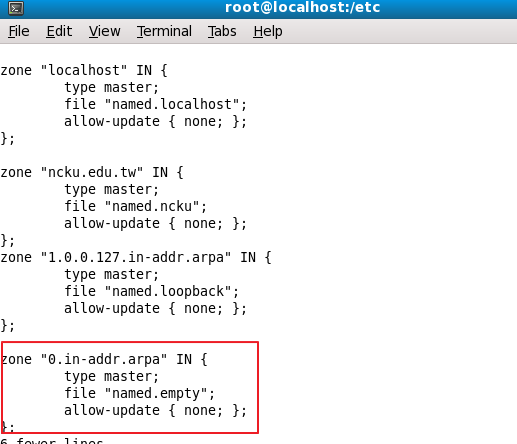 root@localhost:/etc
File Edit View Terminal Tabs Help
zone "localhost" IN {
        type master;
        file "named.localhost";
        allow-update { none; };
};
zone "ncku.edu.tw" IN {
        type master;
        file "named.ncku";
        allow-update { none; };
};
zone "1.0.0.127.in-addr.arpa" IN {
        type master;
        file "named.loopback";
        allow-update { none; };
};
zone "0.in-addr.arpa" IN {
        type master;
        file "named.empty";
        allow-update { none; };
};
6 fewer lines